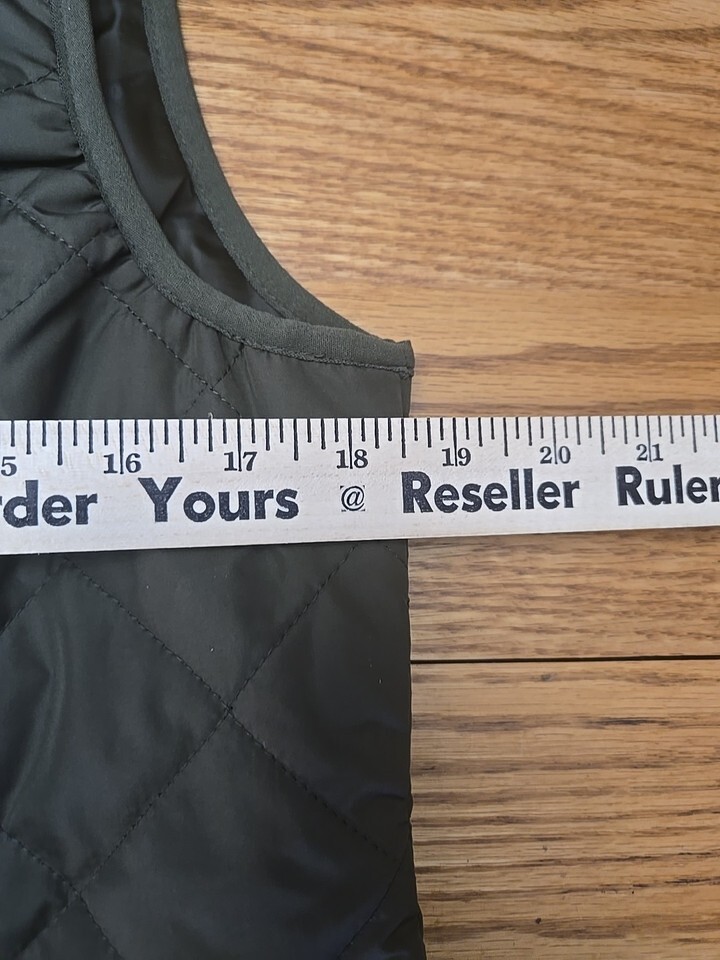 5 16 17 18 19 20 21
rder Yours @ Reseller Ruler